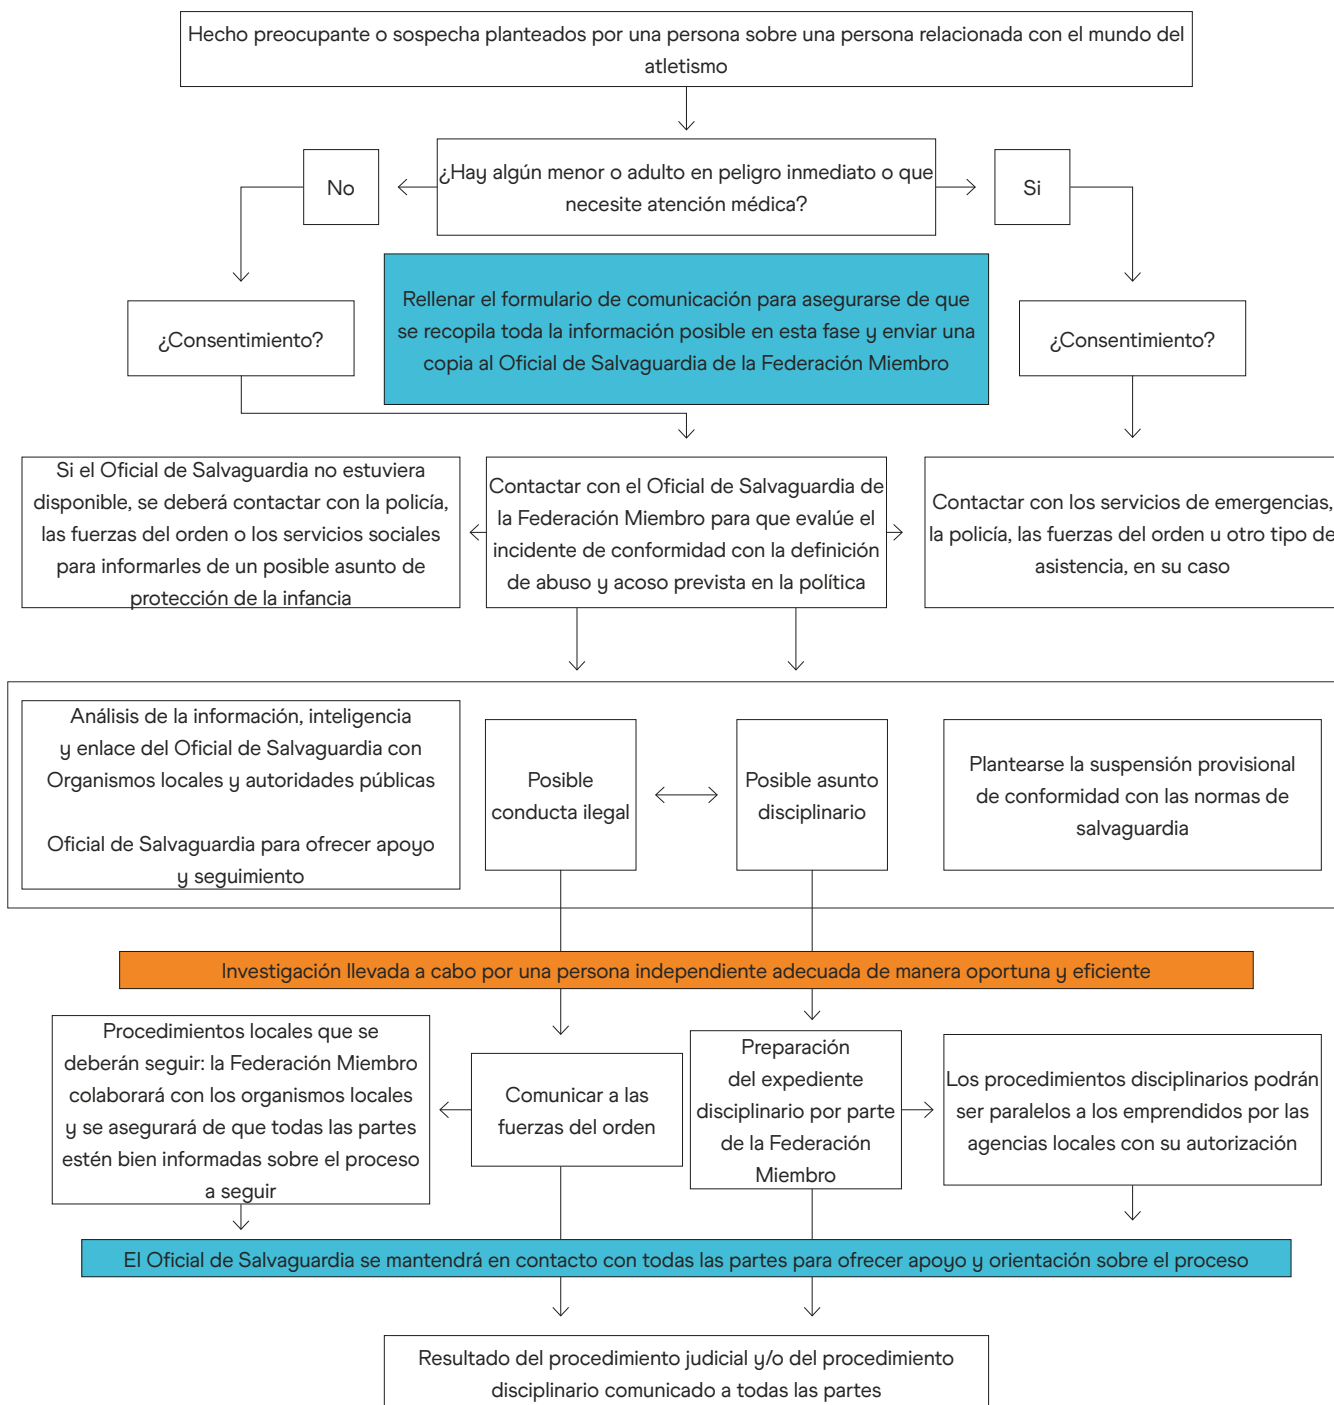 Hecho preocupante o sospecha planteados por una persona sobre una persona relacionada con el mundo del
atletismo
No
¿Hay algún menor o adulto en peligro inmediato o que
necesite atención médica?
Si
¿Consentimiento?
Rellenar el formulario de comunicación para asegurarse de que
se recopila toda la información posible en esta fase y enviar una
copia al Oficial de Salvaguardia de la Federación Miembro
¿Consentimiento?
Si el Oficial de Salvaguardia no estuviera
disponible, se deberá contactar con la policía,
las fuerzas del orden o los servicios sociales
para informarles de un posible asunto de
protección de la infancia
Contactar con el Oficial de Salvaguardia de
la Federación Miembro para que evalúe el
incidente de conformidad con la definición
de abuso y acoso prevista en la política
Contactar con los servicios de emergencias,
la policía, las fuerzas del orden u otro tipo de
asistencia, en su caso
Análisis de la información, inteligencia
y enlace del Oficial de Salvaguardia con
Organismos locales y autoridades públicas
Oficial de Salvaguardia para ofrecer apoyo
y seguimiento
Posible
conducta ilegal
Posible asunto
disciplinario
Plantearse la suspensión provisional
de conformidad con las normas de
salvaguardia
Investigación llevada a cabo por una persona independiente adecuada de manera oportuna y eficiente
Procedimientos locales que se
deberán seguir: la Federación Miembro
colaborará con los organismos locales
y se asegurará de que todas las partes
estén bien informadas sobre el proceso
a seguir
Comunicar a las
fuerzas del orden
Preparación
del expediente
disciplinario por parte
de la Federación
Miembro
Los procedimientos disciplinarios podrán
ser paralelos a los emprendidos por las
agencias locales con su autorización
El Oficial de Salvaguardia se mantendrá en contacto con todas las partes para ofrecer apoyo y orientación sobre el proceso
Resultado del procedimiento judicial y/o del procedimiento
disciplinario comunicado a todas las partes